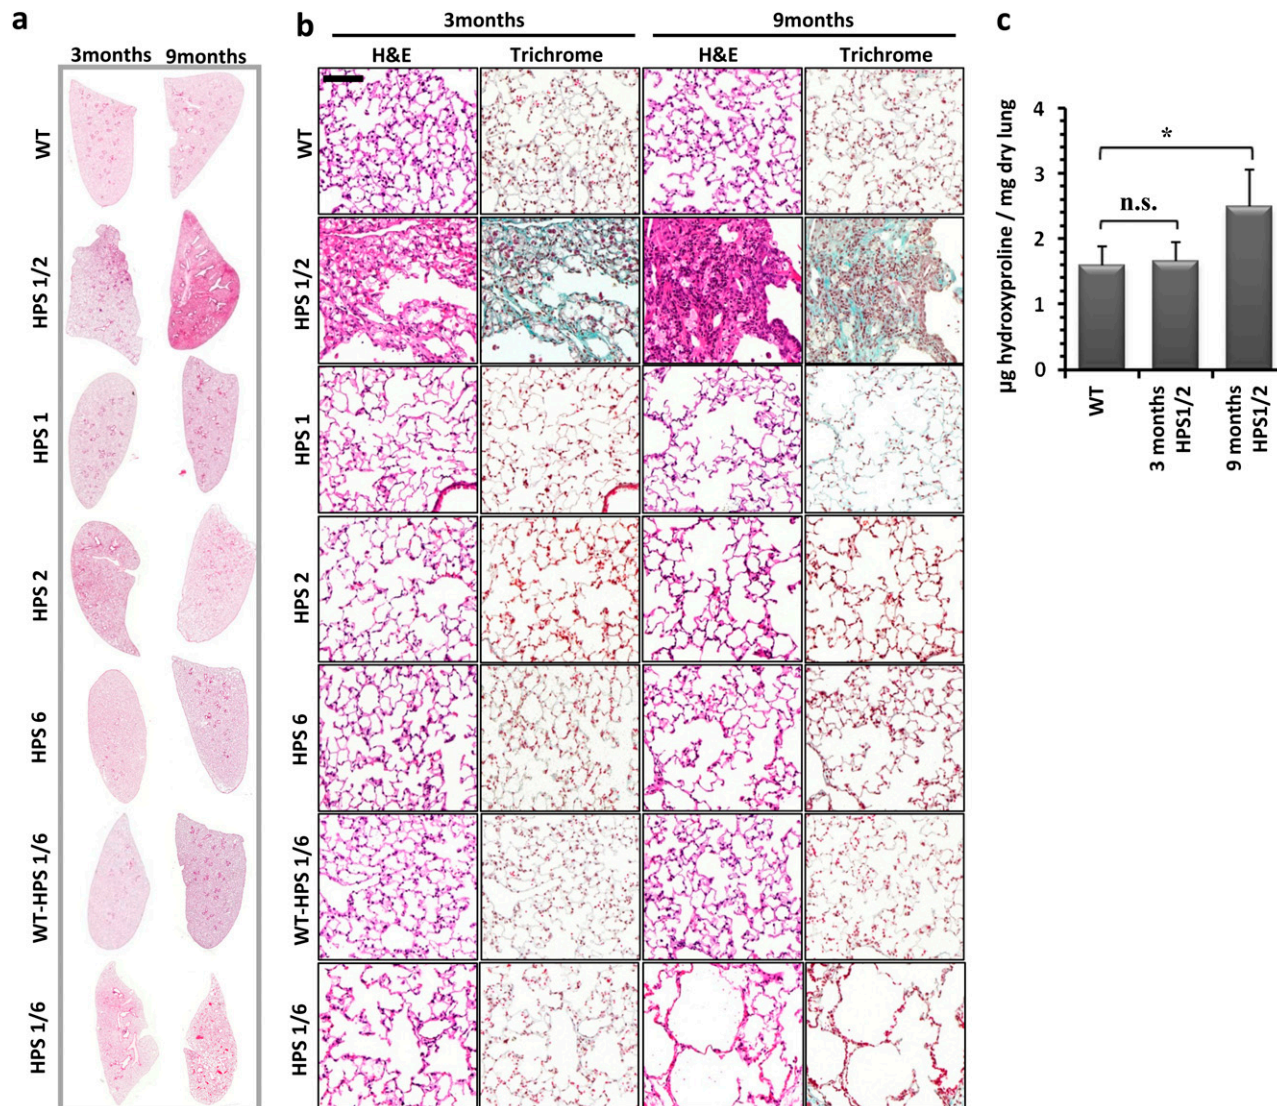 a
3months 9months
WT
HPS 1/2
HPS 1
HPS 2
HPS 6
WT-HPS 1/6
HPS 1/6
b
3months 9months
H&E Trichrome H&E Trichrome
WT
HPS 1/2
HPS 1
HPS 2
HPS 6
WT-HPS 1/6
HPS 1/6
c
µg hydroxyproline / mg dry lung
4
3
2
1
0
*
n.s.
WT
3 months
HPS1/2
9 months
HPS1/2